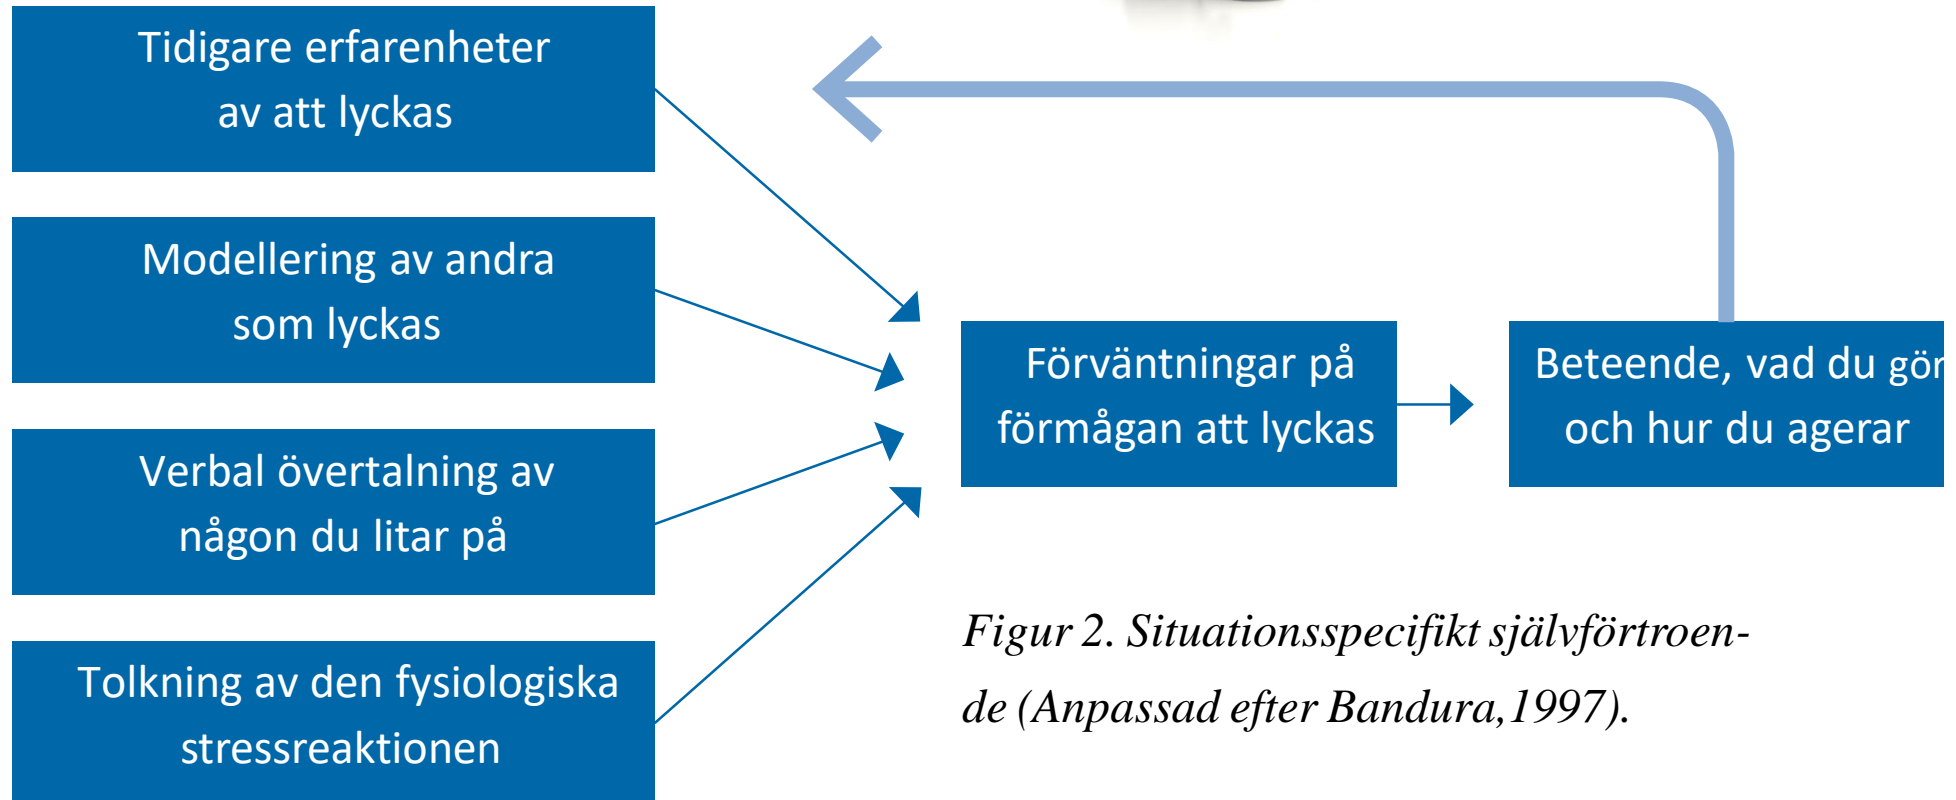 Tidigare erfarenheter
av att lyckas
Modellering av andra
som lyckas
Verbal övertalning av
någon du litar på
Tolkning av den fysiologiska
stressreaktionen
Förväntningar på
förmågan att lyckas
Beteende, vad du gör
och hur du agerar
Figur 2. Situationsspecifikt självförtroen-
de (Anpassad efter Bandura,1997).